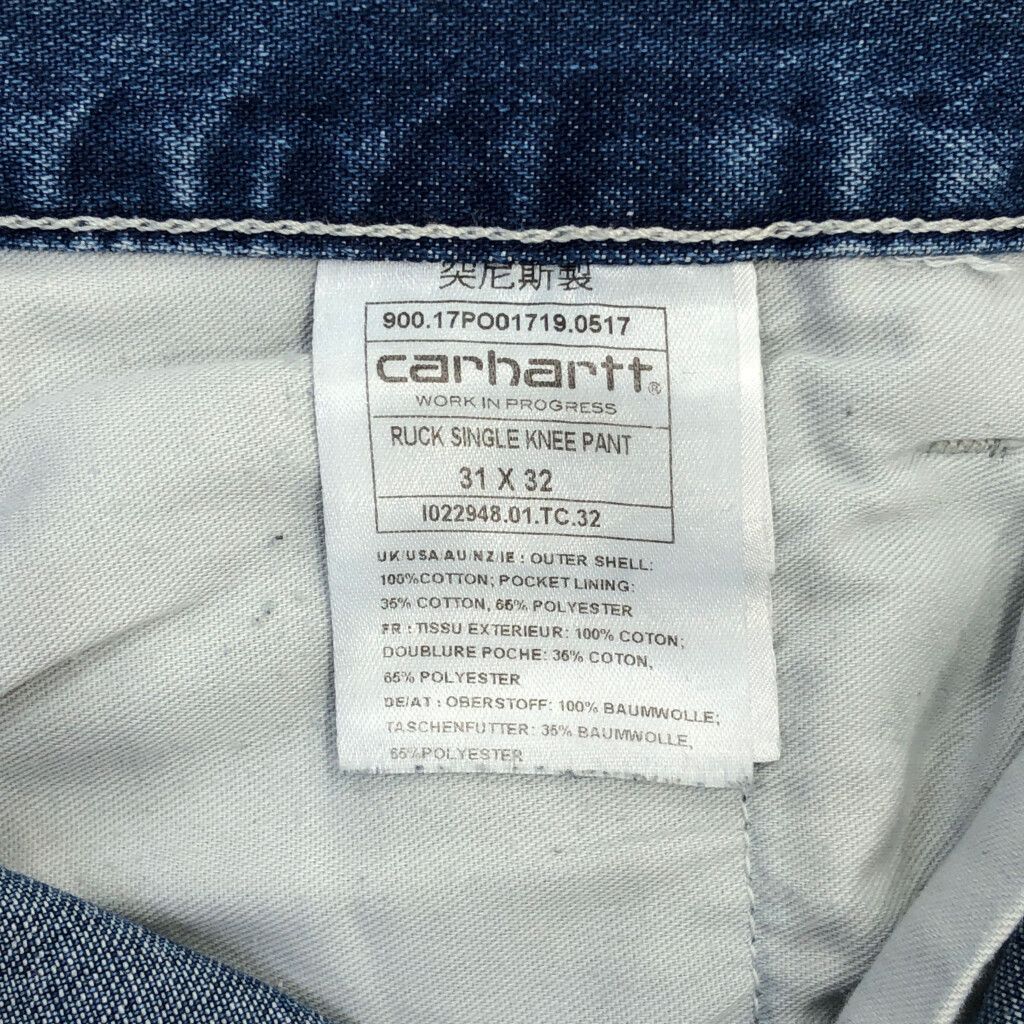 突尼斯製
900.17PO01719.0517
carhartt®
WORK IN PROGRESS
RUCK SINGLE KNEE PANT
31 X 32
I022948.01.TC.32
UK/USA/AU/NZ/IE : OUTER SHELL:
100%COTTON; POCKET LINING:
35% COTTON, 65% POLYESTER
FR : TISSU EXTERIEUR: 100% COTON;
DOUBLURE POCHE: 35% COTON,
65% POLYESTER
DE/AT : OBERSTOFF: 100% BAUMWOLLE;
TASCHENFUTTER: 35% BAUMWOLLE,
65%POLYESTER